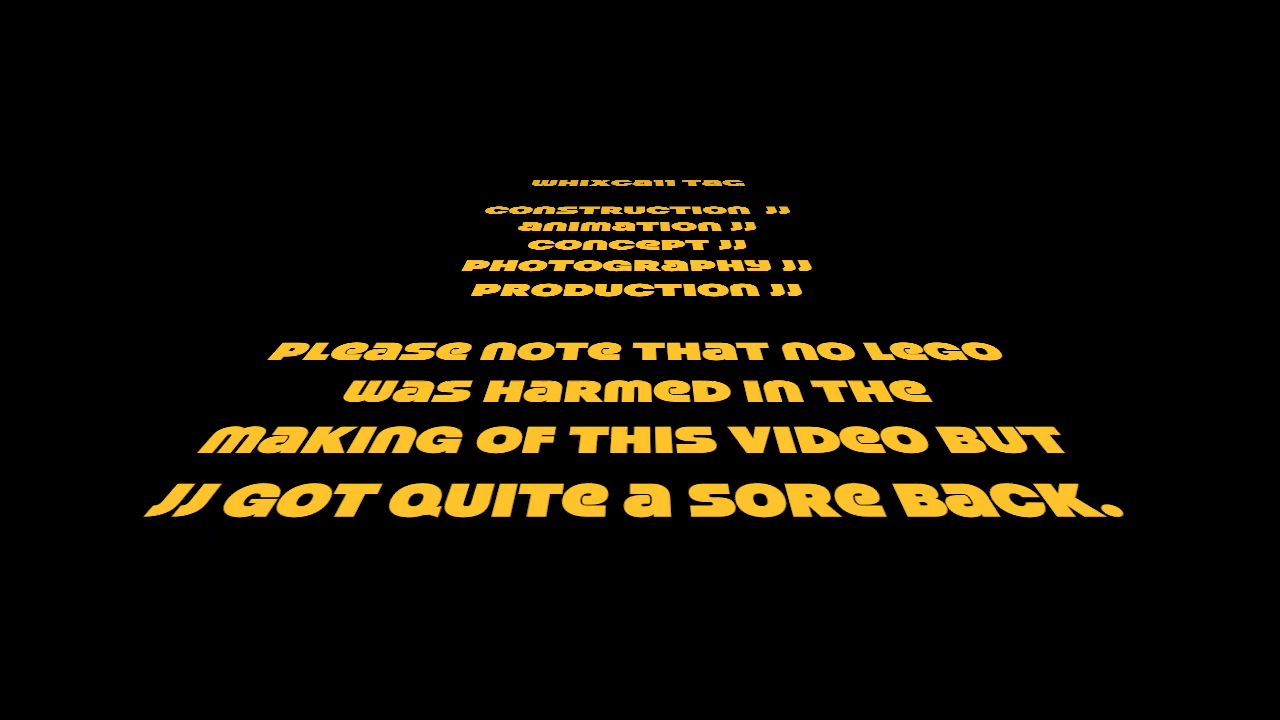 WHIXCall TaG
CONSTRUCTION JJ
aNIMaTION JJ
CONCePT JJ
PHOTOGRaPHY JJ
PRODUCTION JJ
PLeaSe NOTe THaT NO LeGO
WaS HaRMeD IN THe
MaKING OF THIS VIDeO BUT
JJ GOT QUITe a SORe BaCK.